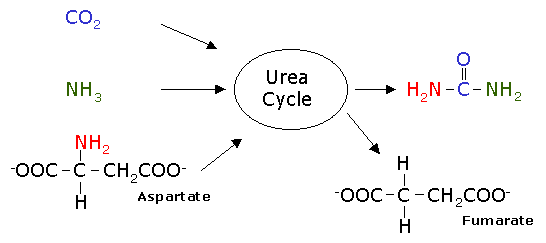 CO2
NH3
NH2
-OOC-C-CH2COO-
H
Aspartate
Urea
Cycle
O
H2N-C-NH2
H
-OOC-C-CH2COO-
H
Fumarate